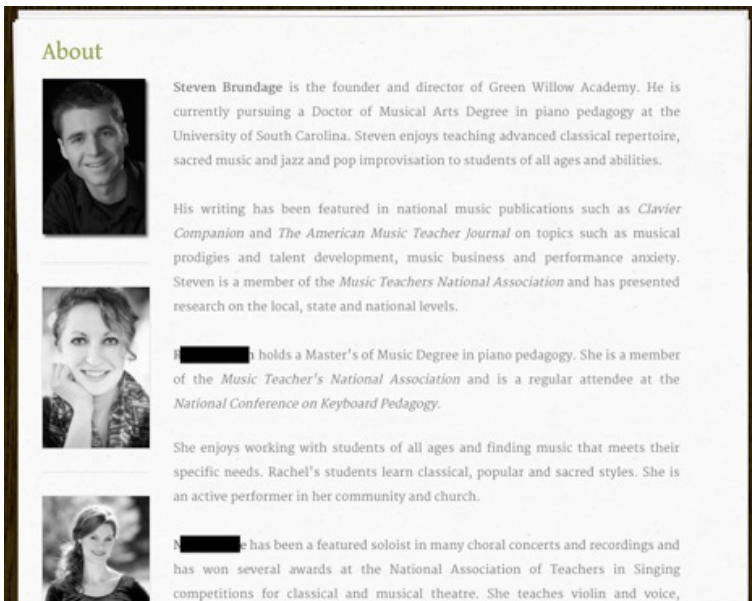 About
Steven Brundage is the founder and director of Green Willow Academy. He is
currently pursuing a Doctor of Musical Arts Degree in piano pedagogy at the
University of South Carolina. Steven enjoys teaching advanced classical repertoire,
sacred music and jazz and pop improvisation to students of all ages and abilities.
His writing has been featured in national music publications such as Clavier
Companion and The American Music Teacher Journal on topics such as musical
prodigies and talent development, music business and performance anxiety.
Steven is a member of the Music Teachers National Association and has presented
research on the local, state and national levels.
holds a Master's of Music Degree in piano pedagogy. She is a member
of the Music Teacher's National Association and is a regular attendee at the
National Conference on Keyboard Pedagogy.
She enjoys working with students of all ages and finding music that meets their
specific needs. Rachel's students learn classical, popular and sacred styles. She is
an active performer in her community and church.
has been a featured soloist in many choral concerts and recordings and
has won several awards at the National Association of Teachers in Singing
competitions for classical and musical theatre. She teaches violin and voice,